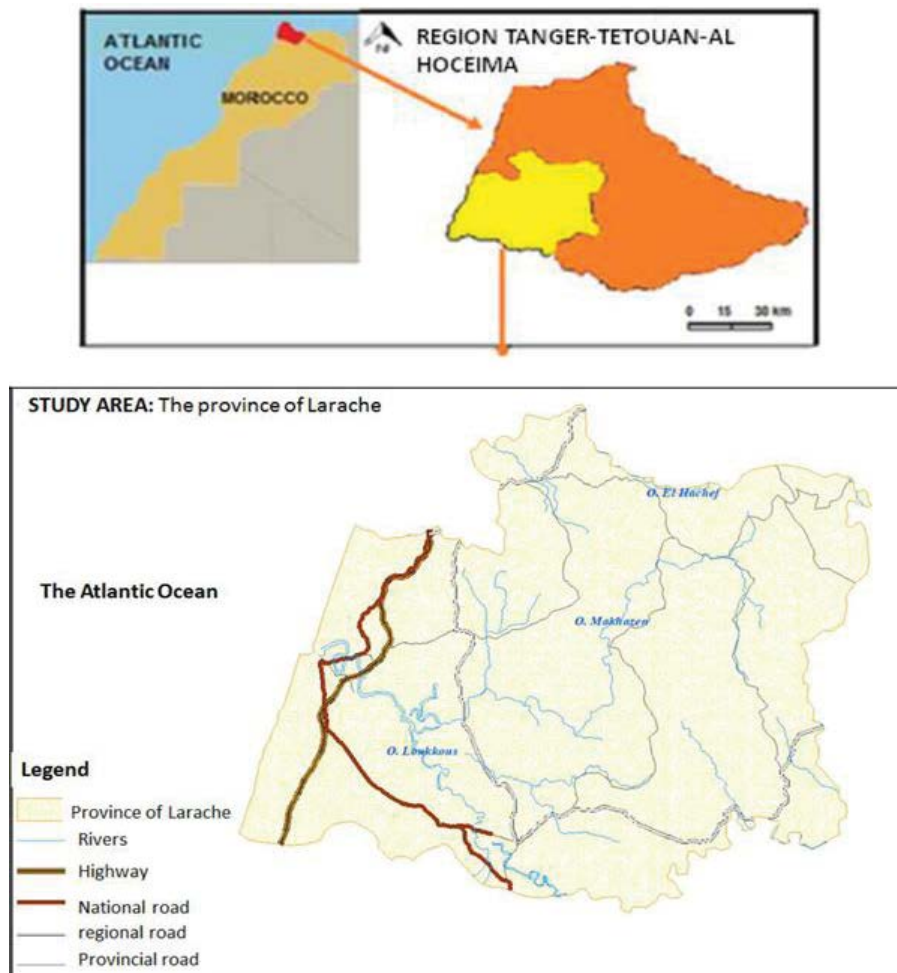 ATLANTIC
OCEAN
MOROCCO
REGION TANGER-TETOUAN-AL
HOCEIMA
0 15 30 km
STUDY AREA: The province of Larache
O. El Hachef
The Atlantic Ocean
O. Makhazen
O. Loukkous
Legend
Province of Larache
Rivers
Highway
National road
regional road
Provincial road